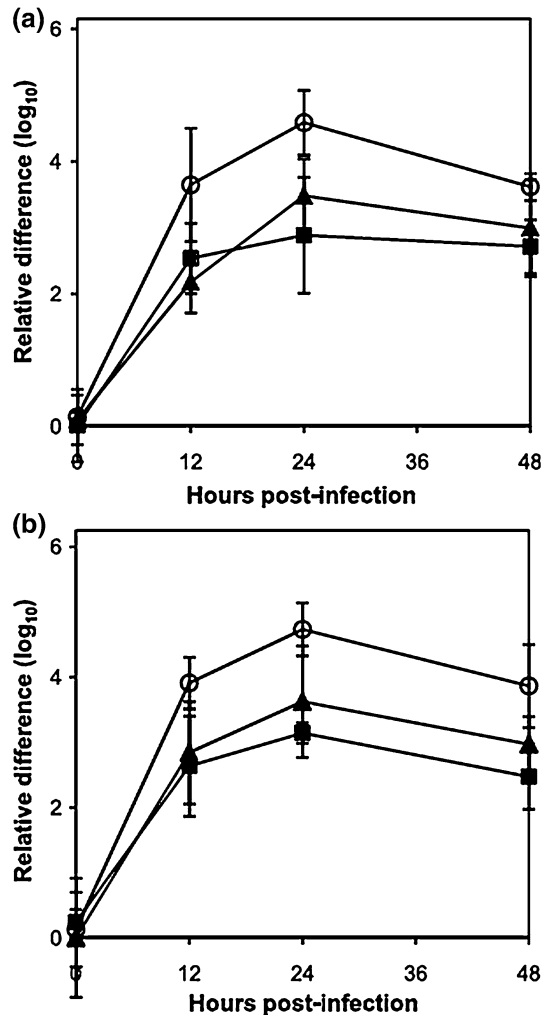 (a)
Relative difference (log10)
6
4
2
0
0 12 24 36 48
Hours post-infection
(b)
Relative difference (log10)
6
4
2
0
0 12 24 36 48
Hours post-infection